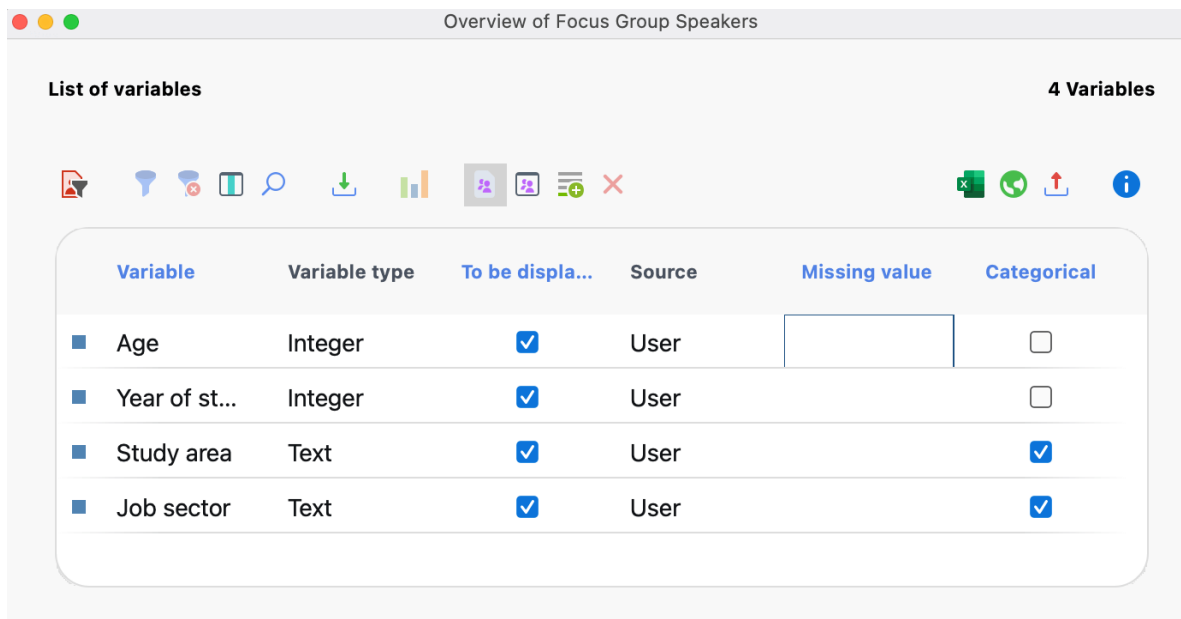 Overview of Focus Group Speakers
List of variables 4 Variables
Variable Variable type To be displa... Source Missing value Categorical
Age Integer User
Year of st... Integer User
Study area Text User
Job sector Text User